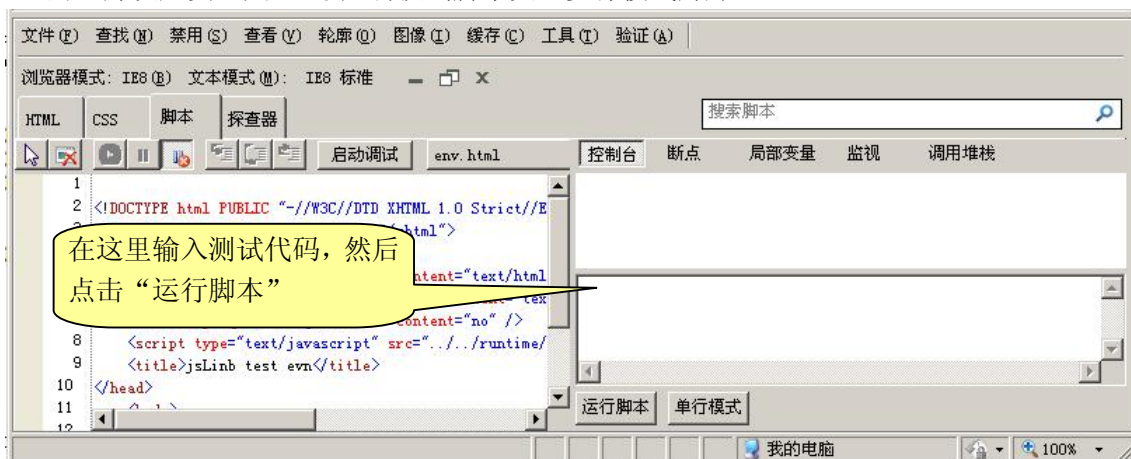 文件(F) 查找(N) 禁用(S) 查看(V) 轮廓(O) 图像(I) 缓存(C) 工具(T) 验证(A)
浏览器模式: IE8(B) 文本模式(M): IE8 标准
HTML CSS 脚本 探查器 搜索脚本
启动调试 env.html 控制台 断点 局部变量 监视 调用堆栈
1
2 <!DOCTYPE html PUBLIC "-//W3C//DTD XHTML 1.0 Strict//E
html">
在这里输入测试代码，然后
点击“运行脚本”
ntent="text/html
content="no" />
8 <script type="text/javascript" src="../../runtime/
9 <title>jsLinb test evn</title>
10 </head>
11
12
运行脚本 单行模式
我的电脑 100%